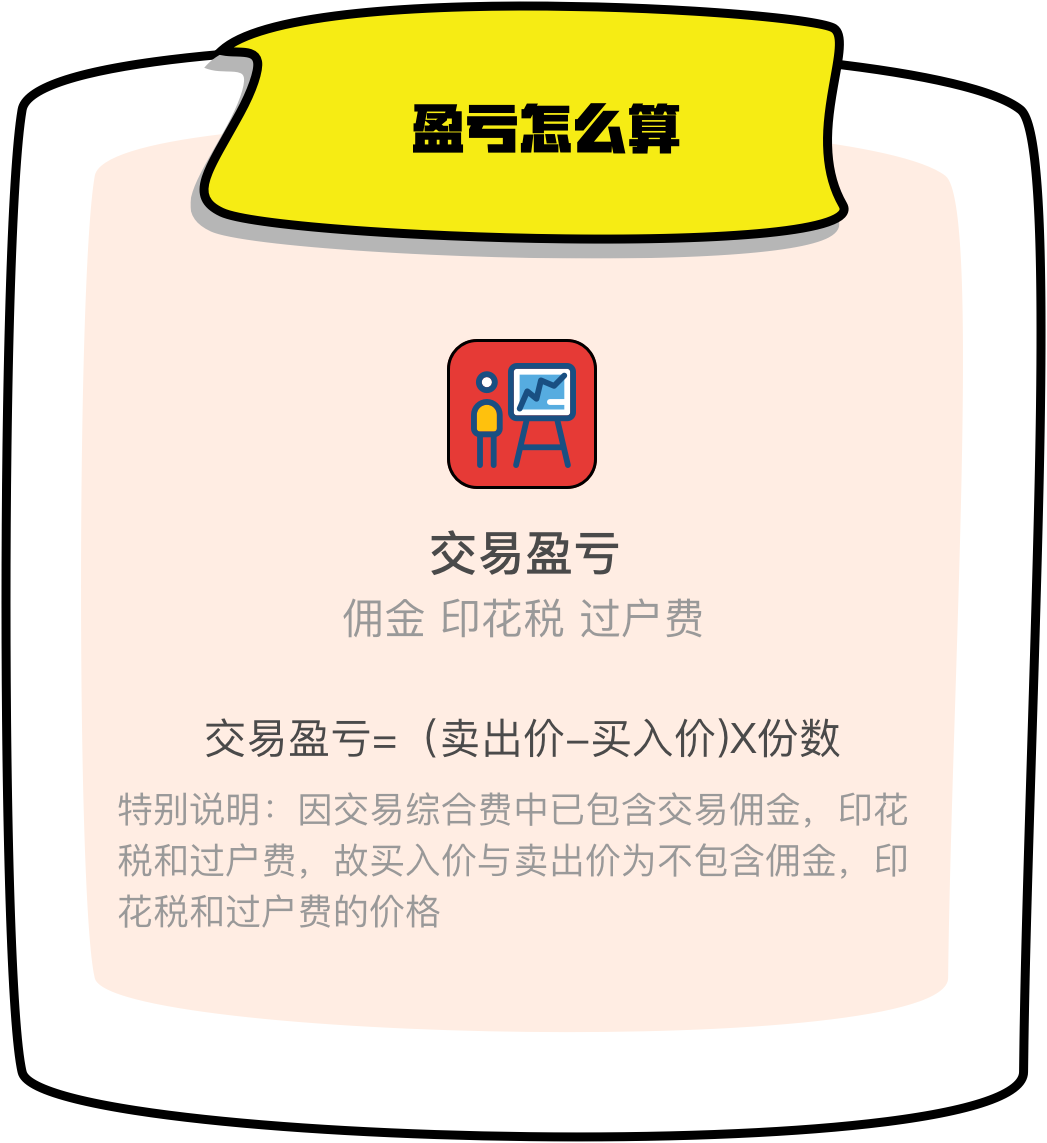 盈亏怎么算
交易盈亏
佣金 印花税 过户费
交易盈亏=（卖出价–买入价)X份数
特别说明：因交易综合费中已包含交易佣金，印花
税和过户费，故买入价与卖出价为不包含佣金，印
花税和过户费的价格